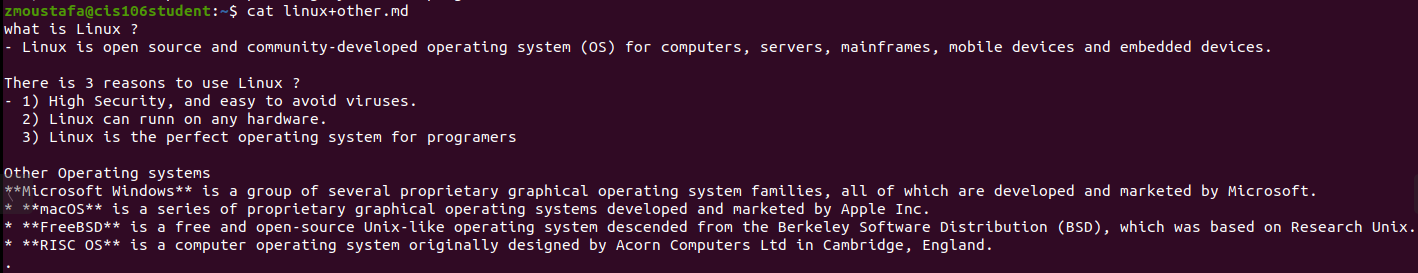 zmoustafa@cis106student:~$ cat linux+other.md
what is Linux ?
- Linux is open source and community-developed operating system (OS) for computers, servers, mainframes, mobile devices and embedded devices.

There is 3 reasons to use Linux ?
- 1) High Security, and easy to avoid viruses.
  2) Linux can runn on any hardware.
  3) Linux is the perfect operating system for programers

Other Operating systems
**Microsoft Windows** is a group of several proprietary graphical operating system families, all of which are developed and marketed by Microsoft.
* **macOS** is a series of proprietary graphical operating systems developed and marketed by Apple Inc.
* **FreeBSD** is a free and open-source Unix-like operating system descended from the Berkeley Software Distribution (BSD), which was based on Research Unix.
* **RISC OS** is a computer operating system originally designed by Acorn Computers Ltd in Cambridge, England.
.